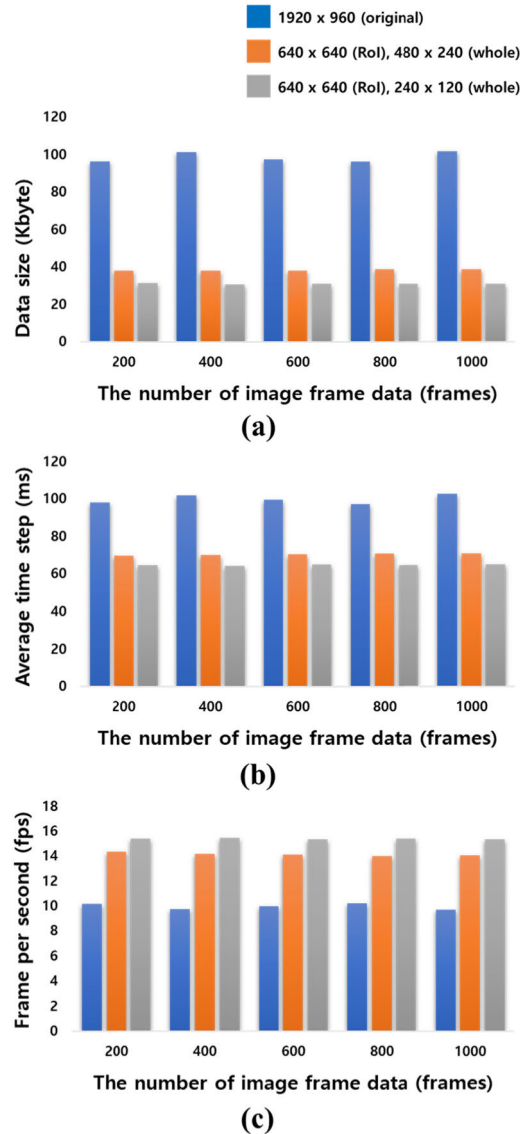 1920 x 960 (original)
640 x 640 (RoI), 480 x 240 (whole)
640 x 640 (RoI), 240 x 120 (whole)
Data size (Kbyte)
120
100
80
60
40
20
0
200 400 600 800 1000
The number of image frame data (frames)
(a)
Average time step (ms)
120
100
80
60
40
20
0
200 400 600 800 1000
The number of image frame data (frames)
(b)
Frame per second (fps)
18
16
14
12
10
8
6
4
2
0
200 400 600 800 1000
The number of image frame data (frames)
(c)